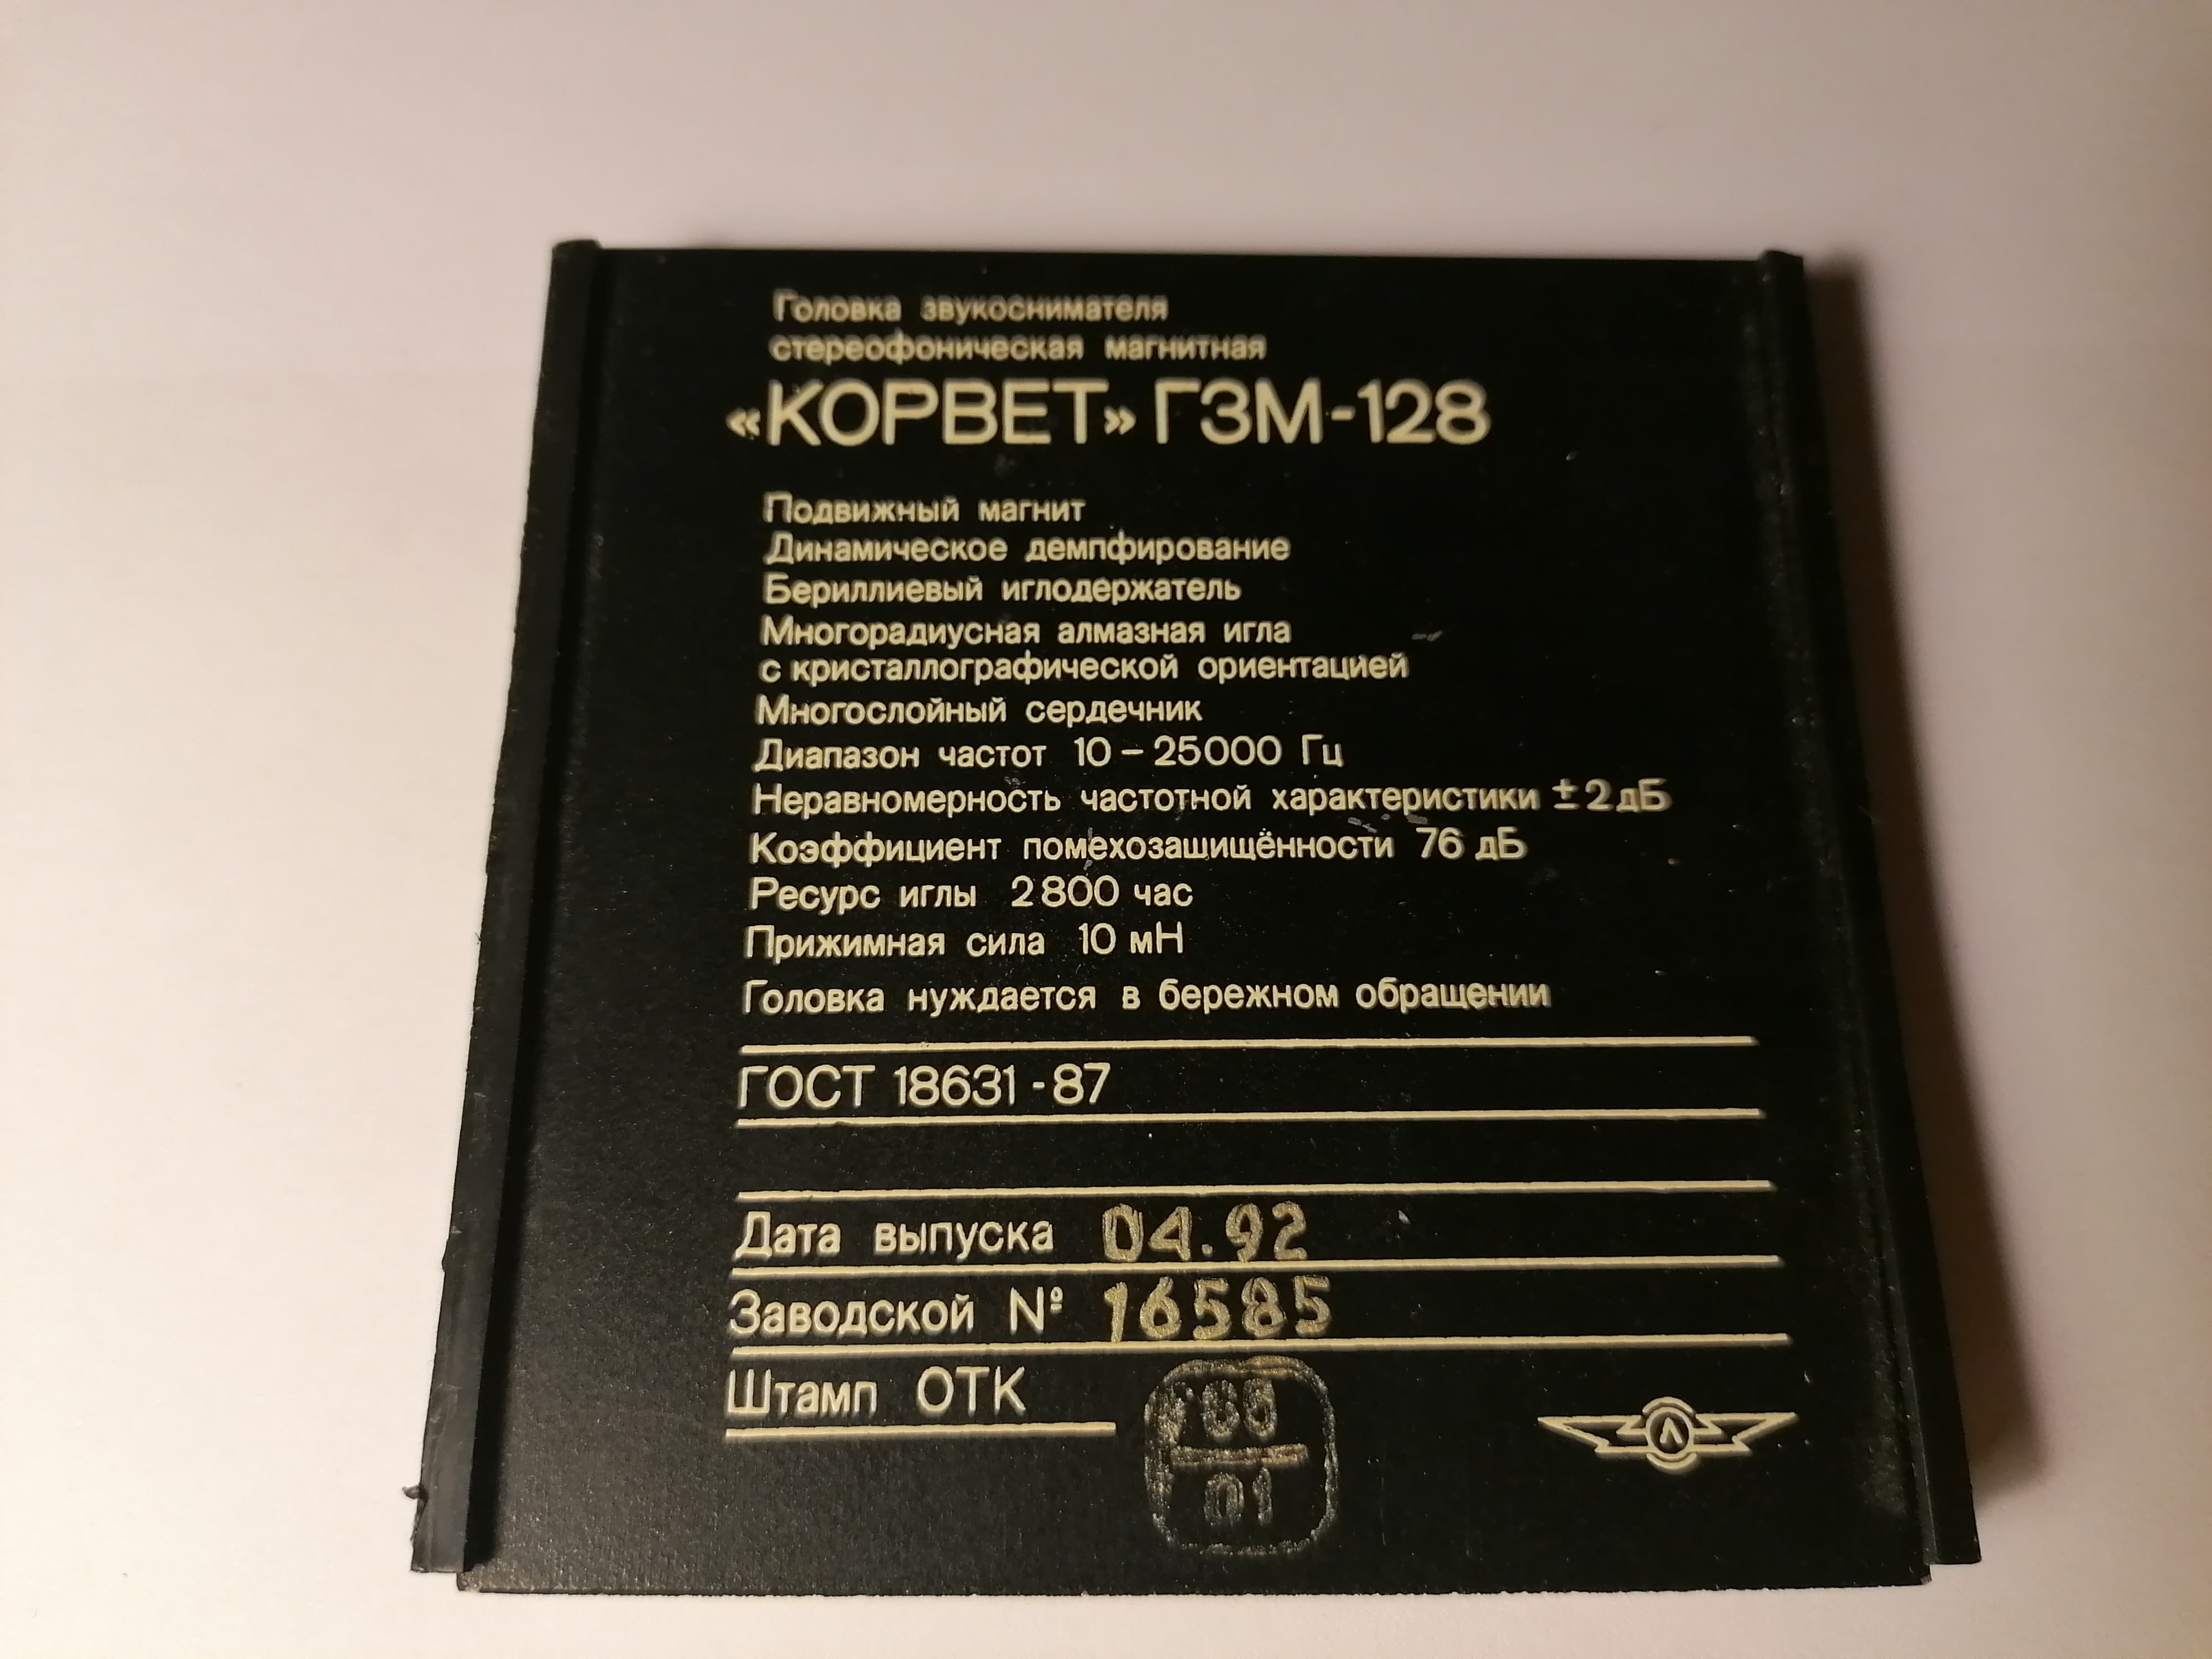 Головка звукоснимателя
стереофоническая магнитная
«КОРВЕТ» ГЗМ-128
Подвижный магнит
Динамическое демпфирование
Бериллиевый иглодержатель
Многорадиусная алмазная игла
с кристаллографической ориентацией
Многослойный сердечник
Диапазон частот 10 – 25000 Гц
Неравномерность частотной характеристики ± 2 дБ
Коэффициент помехозащищённости 76 дБ
Ресурс иглы 2800 час
Прижимная сила 10 мН
Головка нуждается в бережном обращении
ГОСТ 18631-87
Дата выпуска 04.92
Заводской № 16585
Штамп ОТК
01